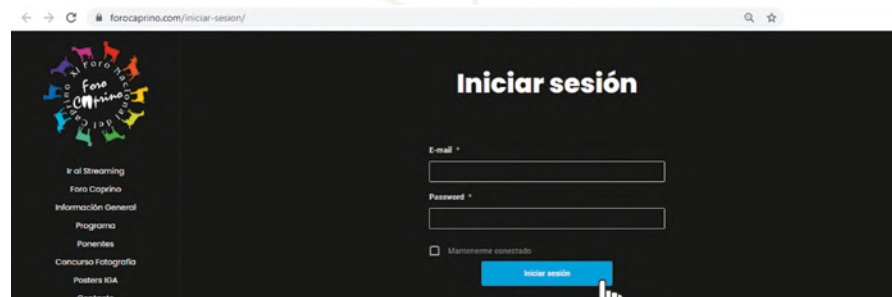 forocaprino.com/iniciar-sesion/
XI Foro Nacional del Caprino
Foro
Caprino
Iniciar sesión
E-mail *
Password *
Mantenerme conectado
Iniciar sesión
Ir al Streaming
Foro Caprino
Información General
Programa
Ponentes
Concurso Fotografía
Posters IGA
Contacto